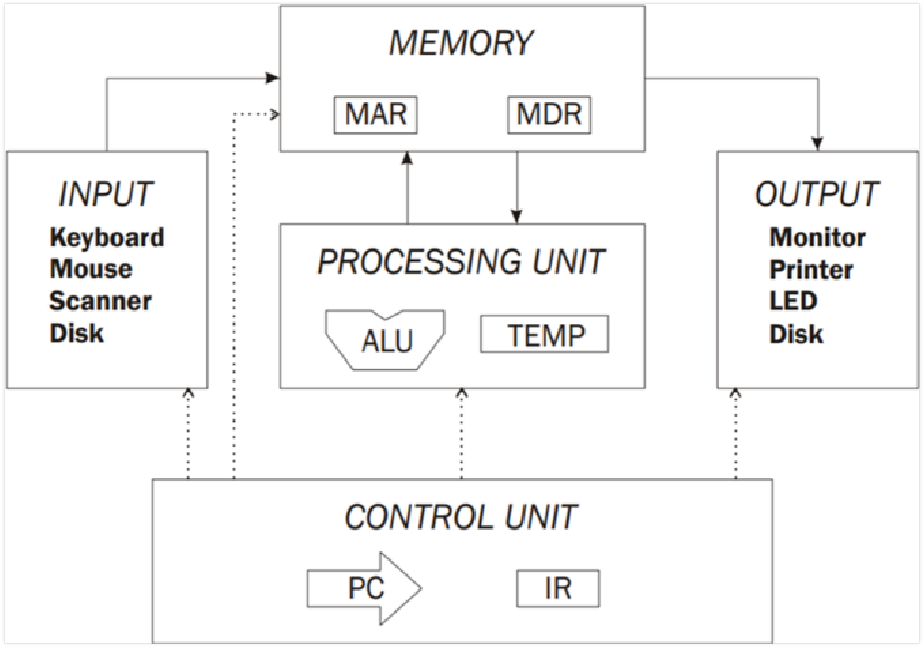 MEMORY
MAR
MDR
INPUT
Keyboard
Mouse
Scanner
Disk
PROCESSING UNIT
ALU
TEMP
OUTPUT
Monitor
Printer
LED
Disk
CONTROL UNIT
PC
IR